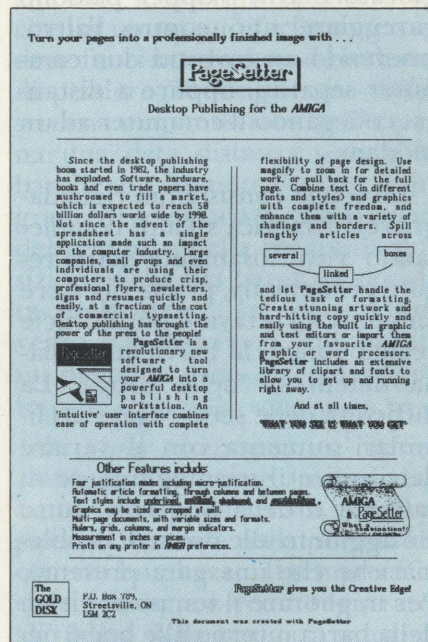 Turn your pages into a professionally finished image with . . .
PageSetter
Desktop Publishing for the AMIGA
Since the desktop publishing
boom started in 1982, the industry
has exploded. Software, hardware,
books and even trade papers have
mushroomed to fill a market,
which is expected to reach 50
billion dollars world wide by 1990.
Not since the advent of the
spreadsheet has a single
application made such an impact
on the computer industry. Large
companies, small groups and even
individiuals are using their
computers to produce crisp,
professional flyers, newsletters,
signs and resumes quickly and
easily, at a fraction of the cost
of commercial typesetting.
Desktop publishing has brought the
power of the press to the people!
PageSetter is a
revolutionary new
software tool
designed to turn
your AMIGA into a
powerful desktop
publishing
workstation. An
'intuitive' user interface combines
ease of operation with complete
flexibility of page design. Use
magnify to zoom in for detailed
work, or pull back for the full
page. Combine text (in different
fonts and styles) and graphics
with complete freedom, and
enhance them with a variety of
shadings and borders. Spill
lengthy articles across
several boxes
linked
and let PageSetter handle the
tedious task of formatting.
Create stunning artwork and
hard-hitting copy quickly and
easily using the built in graphic
and text editors or import them
from your favourite AMIGA
graphic or word processors.
PageSetter includes an extensive
library of clipart and fonts to
allow you to get up and running
right away.
And at all times,
WHAT YOU SEE IS WHAT YOU GET
Other Features include:
Four justification modes including micro-justification.
Automatic article formatting, through columns and between pages.
Text styles include underlined, outlined, shadowed, and
Graphics may be sized or cropped at will.
Multi-page documents, with variable sizes and formats.
Rulers, grids, column, and margin indicators.
Measurement in inches or picas.
Prints on any printer in AMIGA preferences.
AMIGA
&
PageSetter
What a
combination!
The
GOLD
DISK
P.O. Box 789,
Streetsville, ON
L5M 2C2
PageSetter gives you the Creative Edge!
This document was created with PageSetter